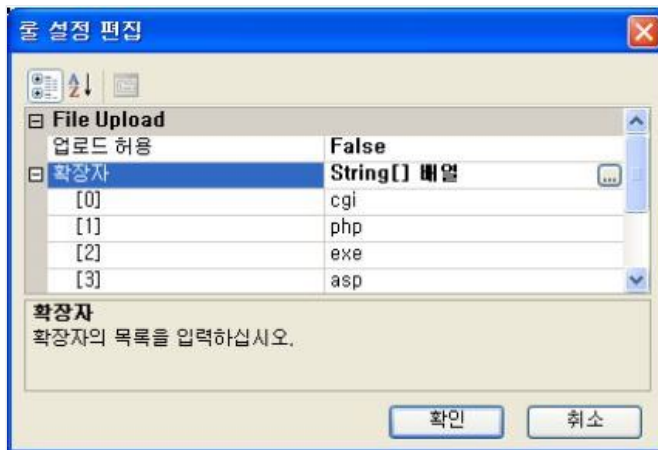 룰 설정 편집
File Upload
업로드 허용 False
확장자 String[] 배열 ...
[0] cgi
[1] php
[2] exe
[3] asp
확장자
확장자의 목록을 입력하십시오.
확인 취소